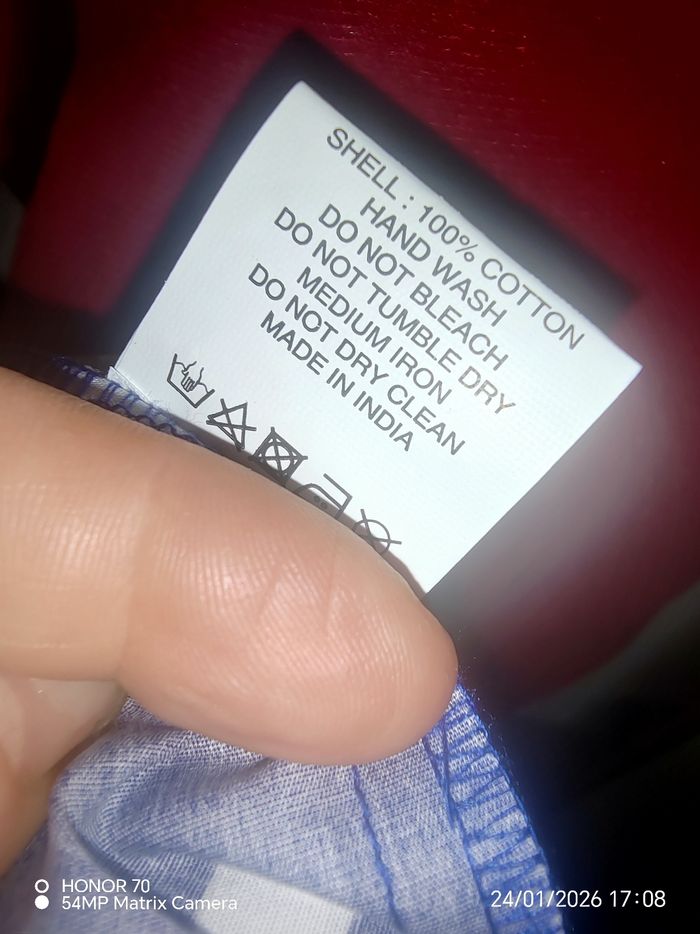 SHELL : 100% COTTON
HAND WASH
DO NOT BLEACH
DO NOT TUMBLE DRY
MEDIUM IRON
DO NOT DRY CLEAN
MADE IN INDIA
HONOR 70
54MP Matrix Camera
24/01/2026 17:08